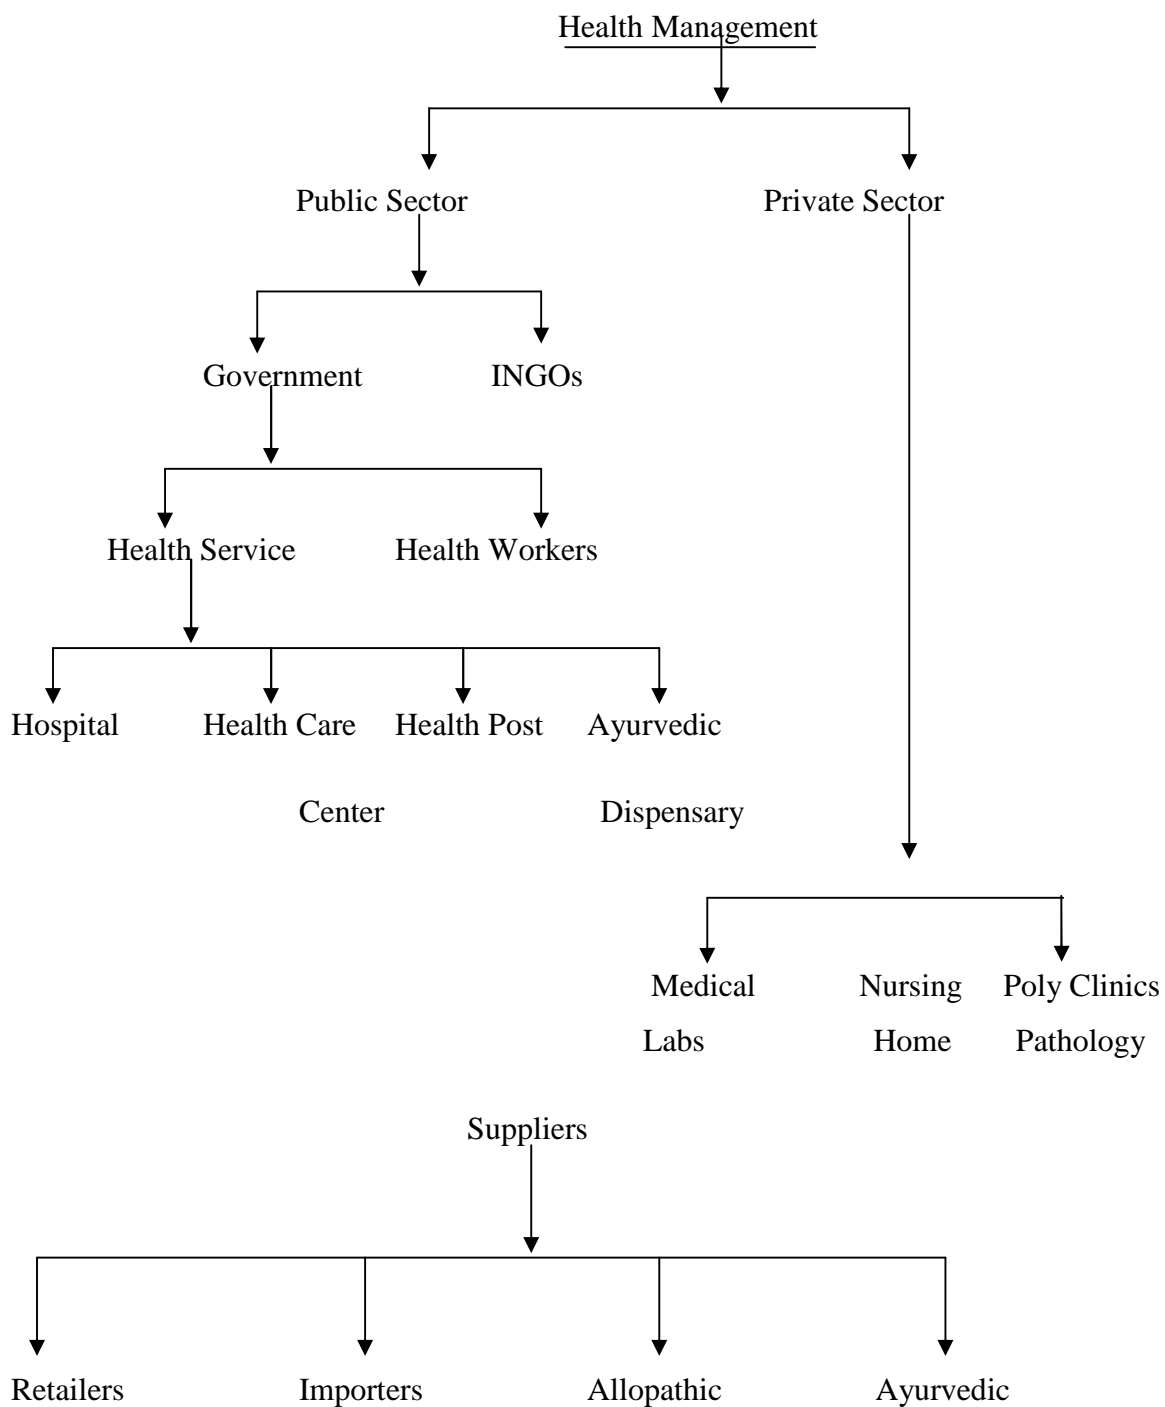 Health Management
Public Sector Private Sector
Government INGOs
Health Service Health Workers
Hospital Health Care Health Post Ayurvedic
Center Dispensary
Medical Nursing Poly Clinics
Labs Home Pathology
Suppliers
Retailers Importers Allopathic Ayurvedic